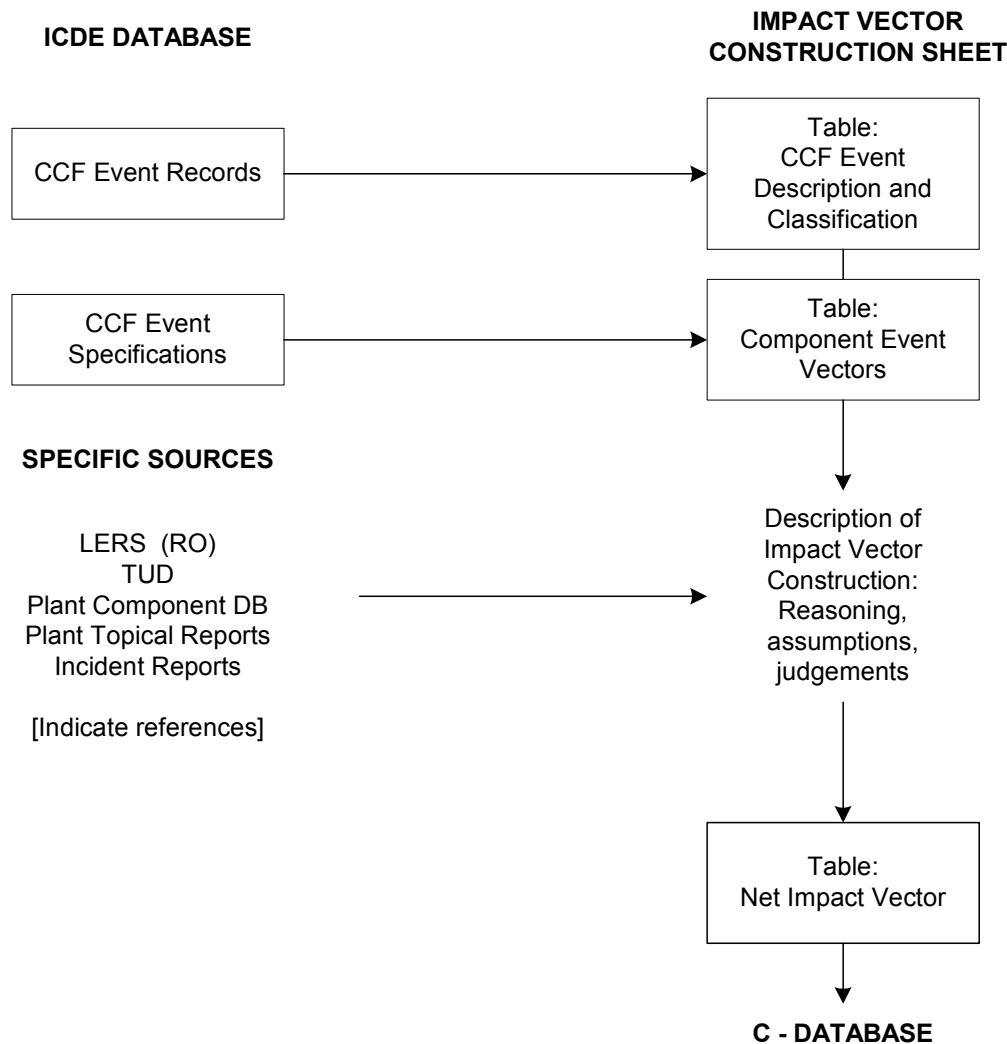 ICDE DATABASE
IMPACT VECTOR
CONSTRUCTION SHEET
CCF Event Records
Table:
CCF Event
Description and
Classification
CCF Event
Specifications
Table:
Component Event
Vectors
SPECIFIC SOURCES
LERS (RO)
TUD
Plant Component DB
Plant Topical Reports
Incident Reports
[Indicate references]
Description of
Impact Vector
Construction:
Reasoning,
assumptions,
judgements
Table:
Net Impact Vector
C - DATABASE